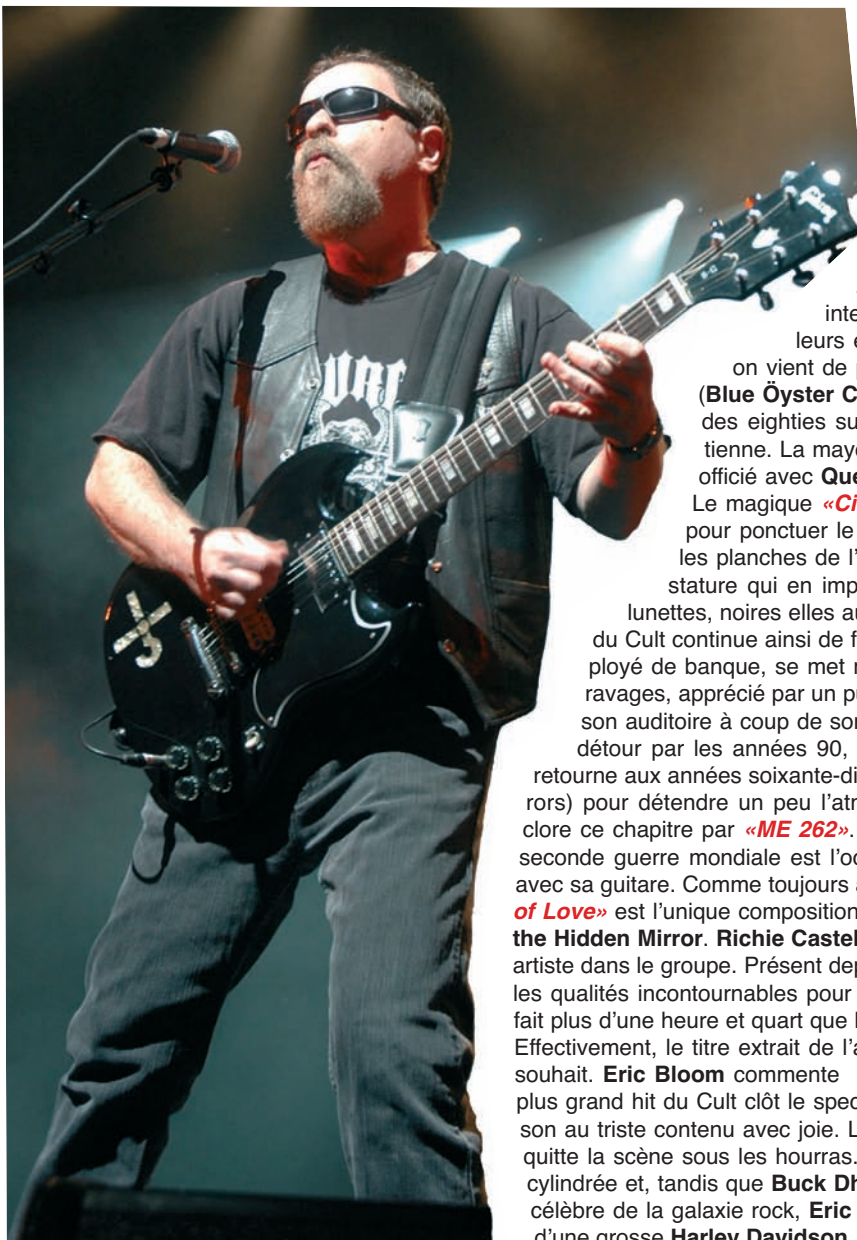 Gibson
SG
inte
leurs e
on vient de p
(Blue Öyster C
des eighties su
tienne. La maye
officié avec Que
Le magique «Ci
pour ponctuer le
les planches de l'
stature qui en imp
lunettes, noires elles au
du Cult continue ainsi de f
ployé de banque, se met r
ravages, apprécié par un pu
son auditoire à coup de sor
détour par les années 90,
retourne aux années soixante-di
rors) pour détendre un peu l'atr
clore ce chapitre par «ME 262».
seconde guerre mondiale est l'oc
avec sa guitare. Comme toujours a
of Love» est l'unique composition
the Hidden Mirror. Richie Castel
artiste dans le groupe. Présent dep
les qualités incontournables pour
fait plus d'une heure et quart que l
Effectivement, le titre extrait de l'a
souhait. Eric Bloom commente
plus grand hit du Cult clôt le spec
son au triste contenu avec joie. L
quitte la scène sous les hourras.
cylindrée et, tandis que Buck Dh
célèbre de la galaxie rock, Eric
d'une grosse Harley Davidson